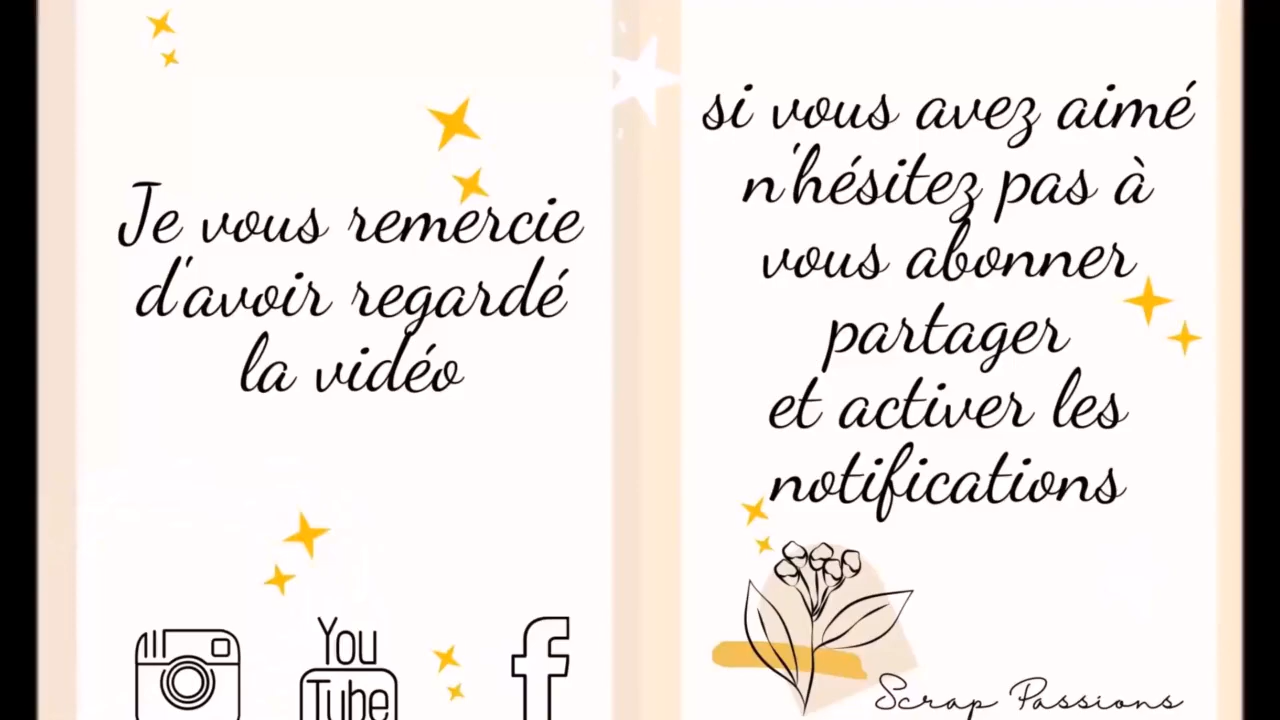 Je vous remercie
d'avoir regardé
la vidéo
You
Tube
si vous avez aimé
n'hésitez pas à
vous abonner
partager
et activer les
notifications
Scrap Passions